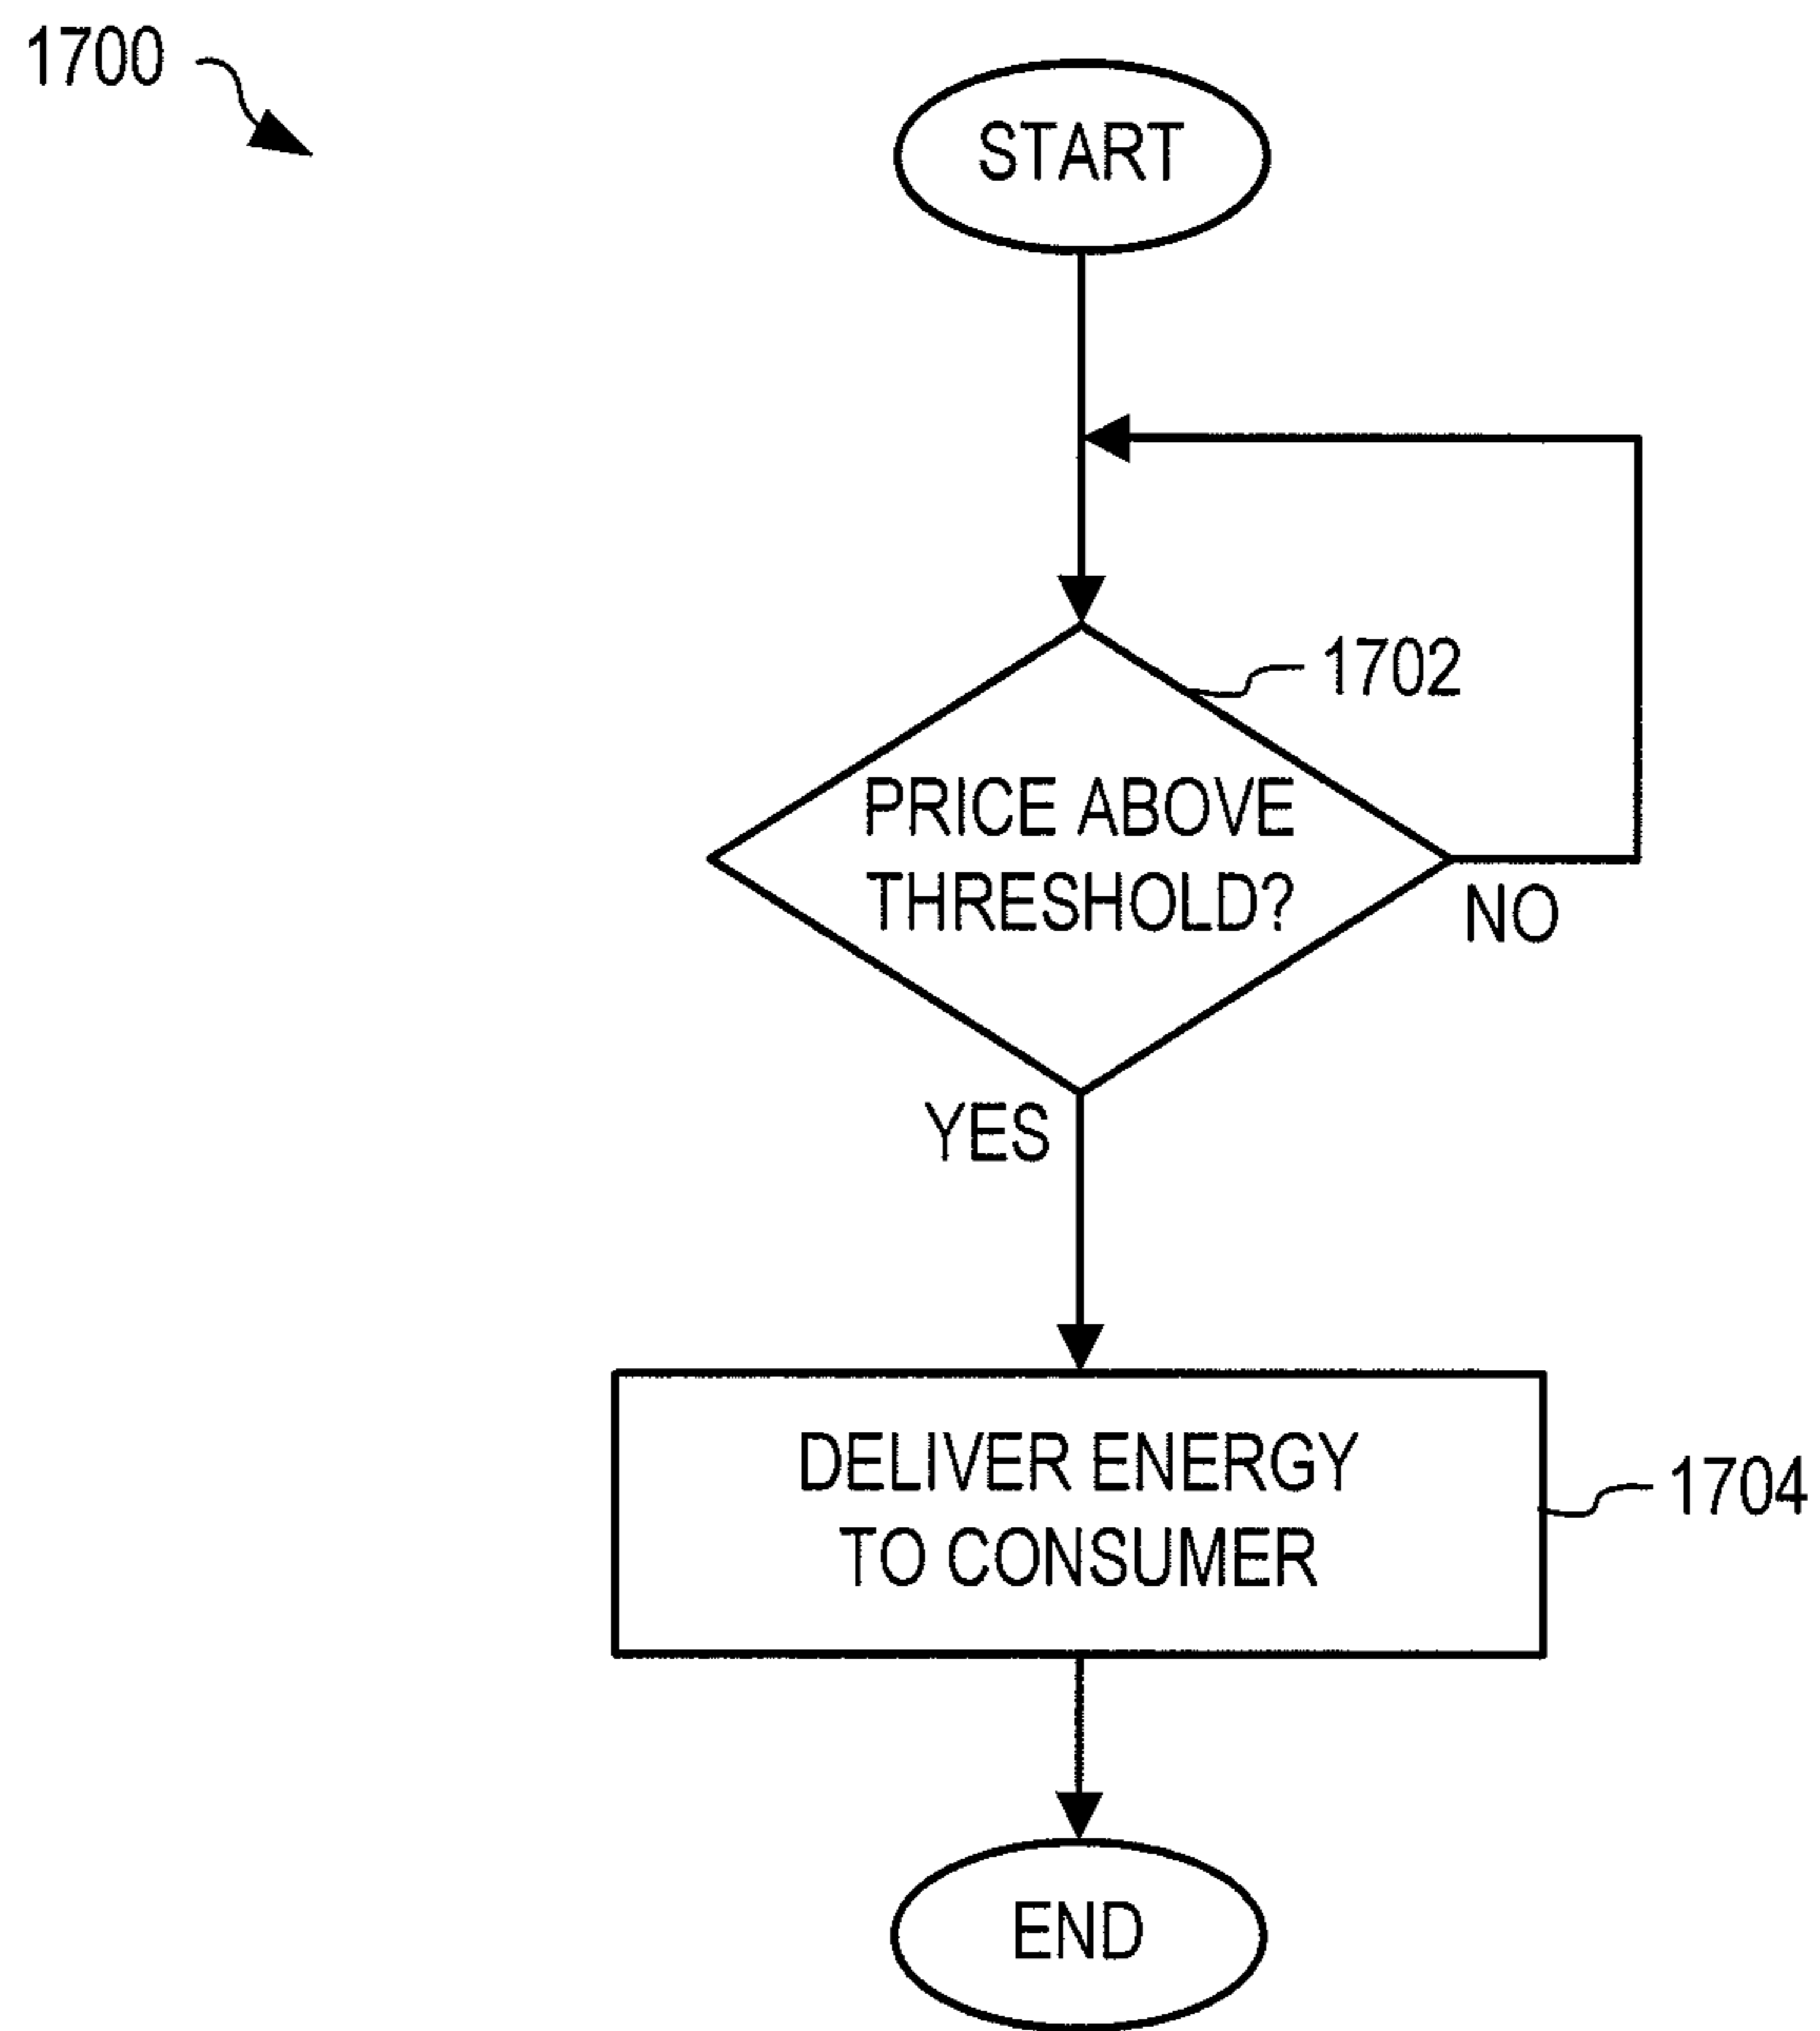 1700
START
1702
PRICE ABOVE
THRESHOLD?
NO
YES
DELIVER ENERGY
TO CONSUMER
1704
END